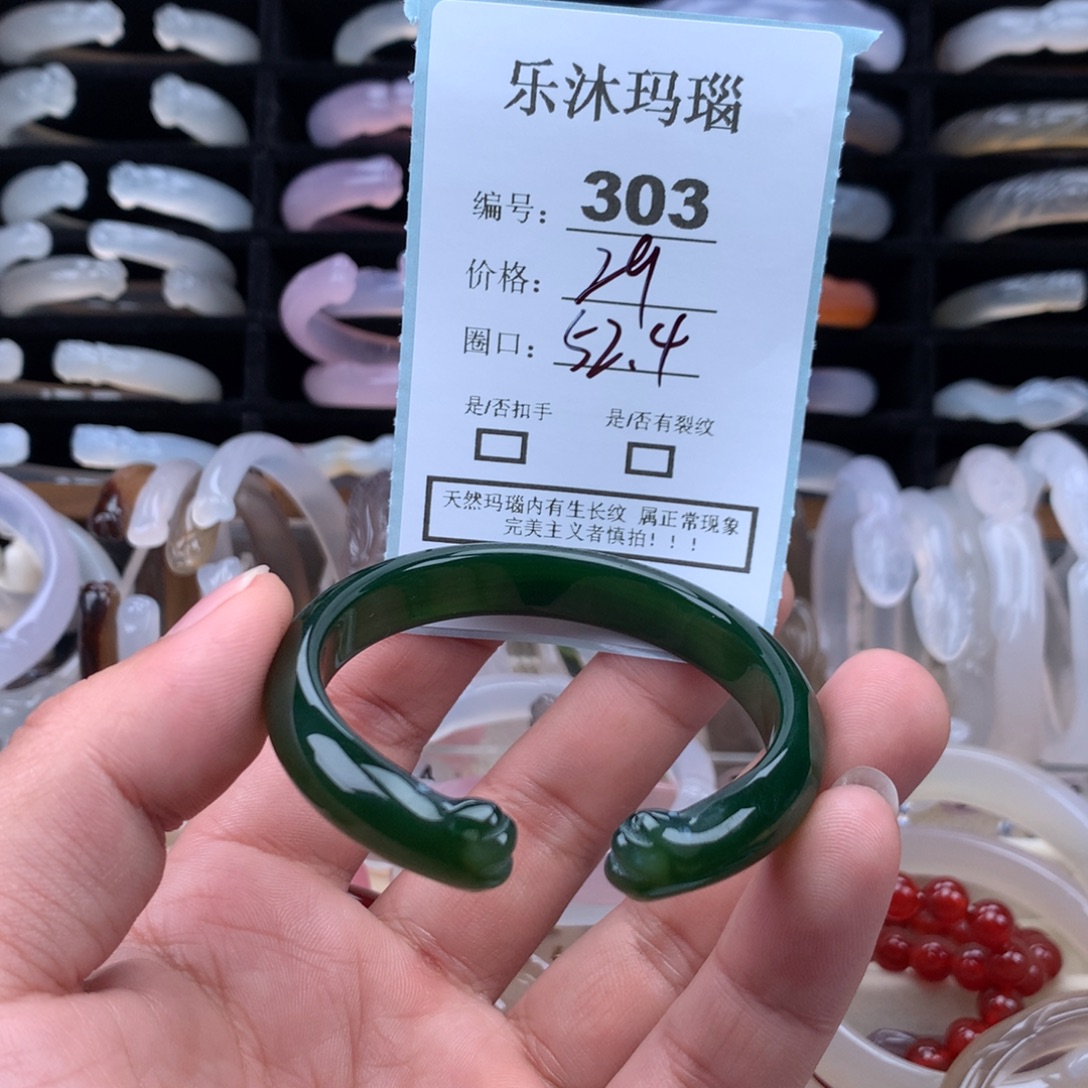 乐沐玛瑙
编号：303
价格：29
圈口：52.4
是/否扣手 是/否有裂纹
天然玛瑙内有生长纹 属正常现象
完美主义者慎拍！！！